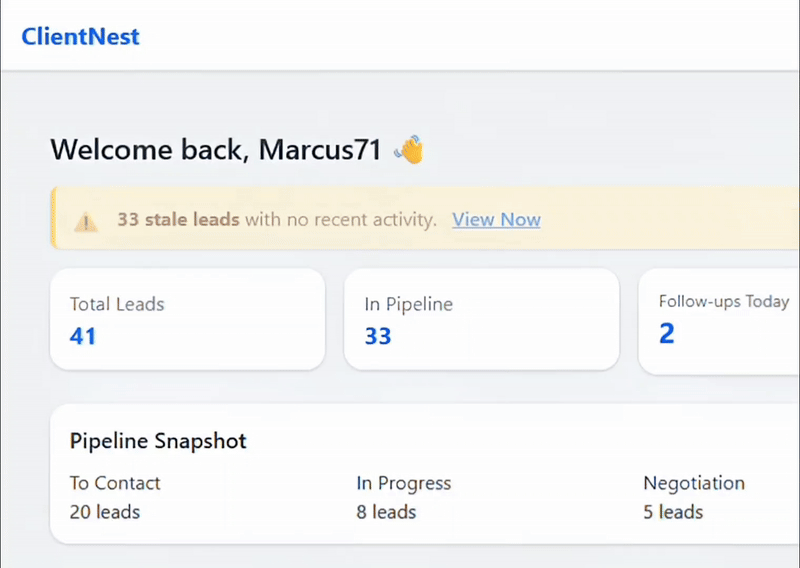 ClientNest
Welcome back, Marcus71 👋
⚠ 33 stale leads with no recent activity. View Now
Total Leads
41
In Pipeline
33
Follow-ups Today
2
Pipeline Snapshot
To Contact
20 leads
In Progress
8 leads
Negotiation
5 leads